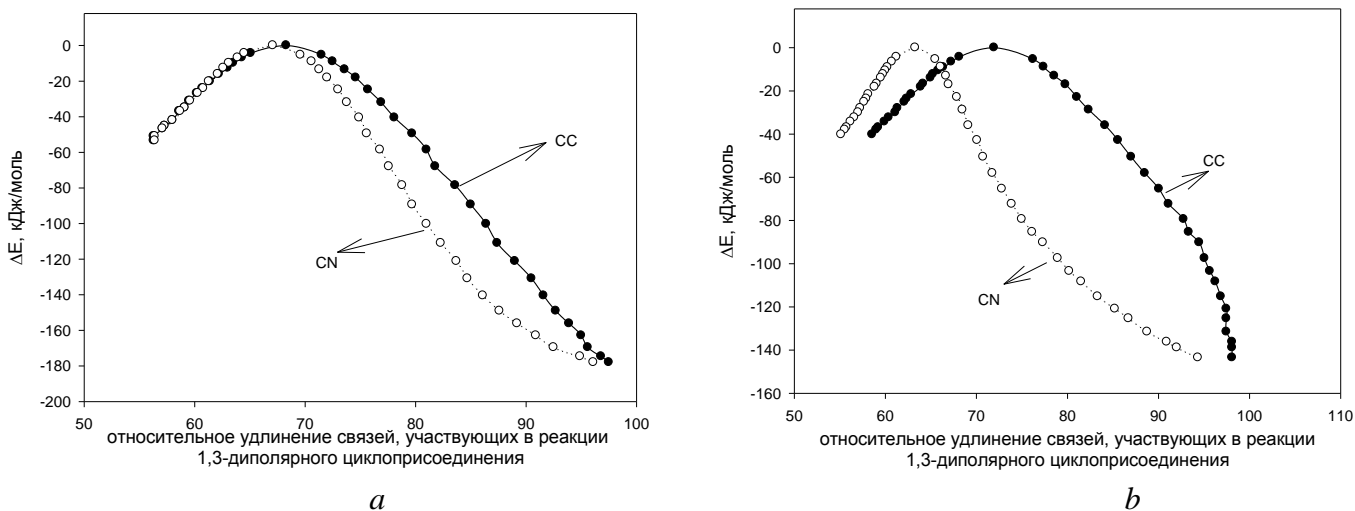 0
-20
-40
-60
-80
-100
-120
-140
-160
-180
-200
ΔE, кДж/моль
CC
CN
50
60
70
80
90
100
относительное удлинение связей, участвующих в реакции
1,3-диполярного циклоприсоединения
a
0
-20
-40
-60
-80
-100
-120
-140
-160
ΔE, кДж/моль
CC
CN
50
60
70
80
90
100
110
относительное удлинение связей, участвующих в реакции
1,3-диполярного циклоприсоединения
b